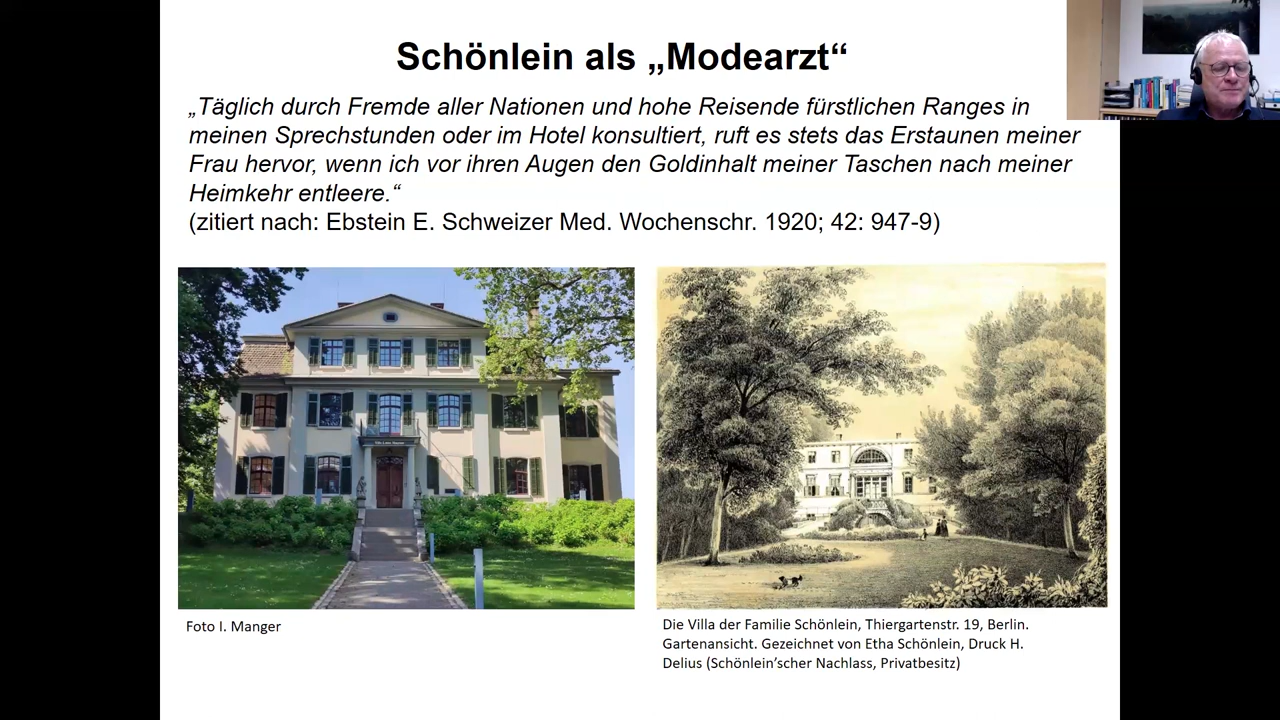 Schönlein als „Modearzt“
„Täglich durch Fremde aller Nationen und hohe Reisende fürstlichen Ranges in
meinen Sprechstunden oder im Hotel konsultiert, ruft es stets das Erstaunen meiner
Frau hervor, wenn ich vor ihren Augen den Goldinhalt meiner Taschen nach meiner
Heimkehr entleere.“
(zitiert nach: Ebstein E. Schweizer Med. Wochenschr. 1920; 42: 947-9)
Foto I. Manger
Die Villa der Familie Schönlein, Thiergartenstr. 19, Berlin.
Gartenansicht. Gezeichnet von Etha Schönlein, Druck H.
Delius (Schönlein’scher Nachlass, Privatbesitz)